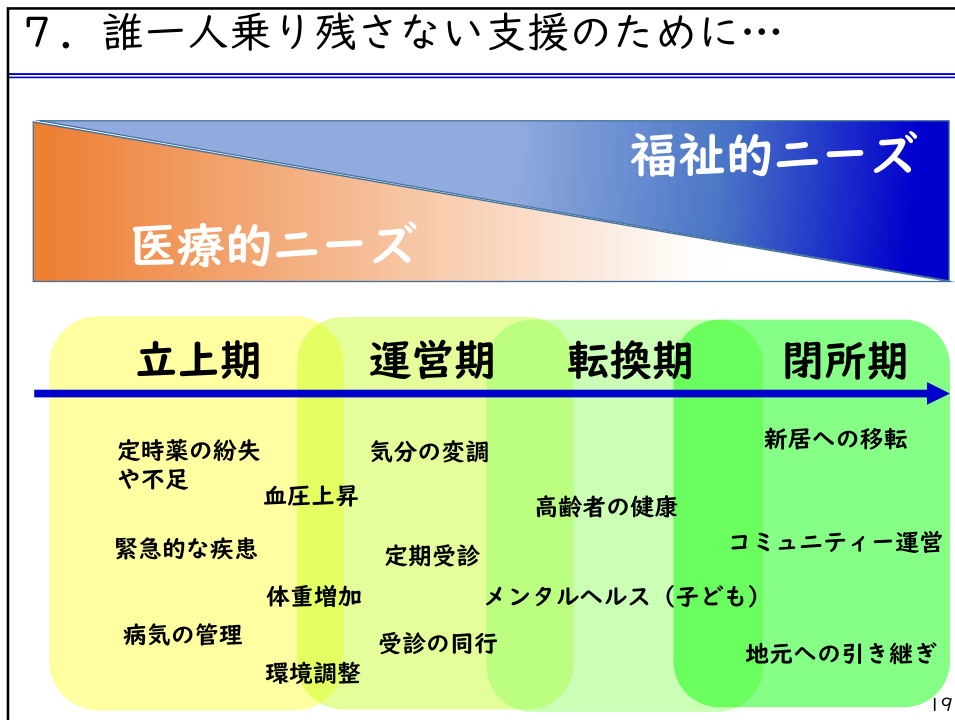 7．誰一人乗り残さない支援のために…
福祉的ニーズ
医療的ニーズ
立上期
運営期
転換期
閉所期
定時薬の紛失
や不足
血圧上昇
緊急的な疾患
体重増加
病気の管理
環境調整
気分の変調
定期受診
受診の同行
高齢者の健康
メンタルヘルス（子ども）
新居への移転
コミュニティー運営
地元への引き継ぎ
19